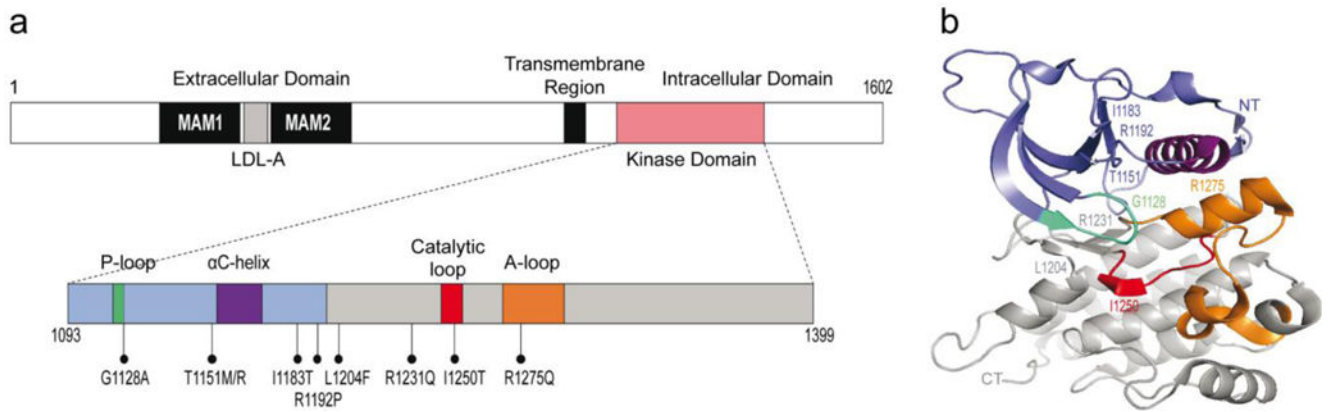 a
1
Extracellular Domain
Transmembrane
Region
Intracellular Domain
1602
MAM1
MAM2
LDL-A
Kinase Domain
P-loop
αC-helix
Catalytic
loop
A-loop
1093
1399
G1128A
T1151M/R
I1183T
R1192P
L1204F
R1231Q
I1250T
R1275Q
b
I1183
R1192
NT
T1151
R1275
G1128
R1231
L1204
I1250
CT